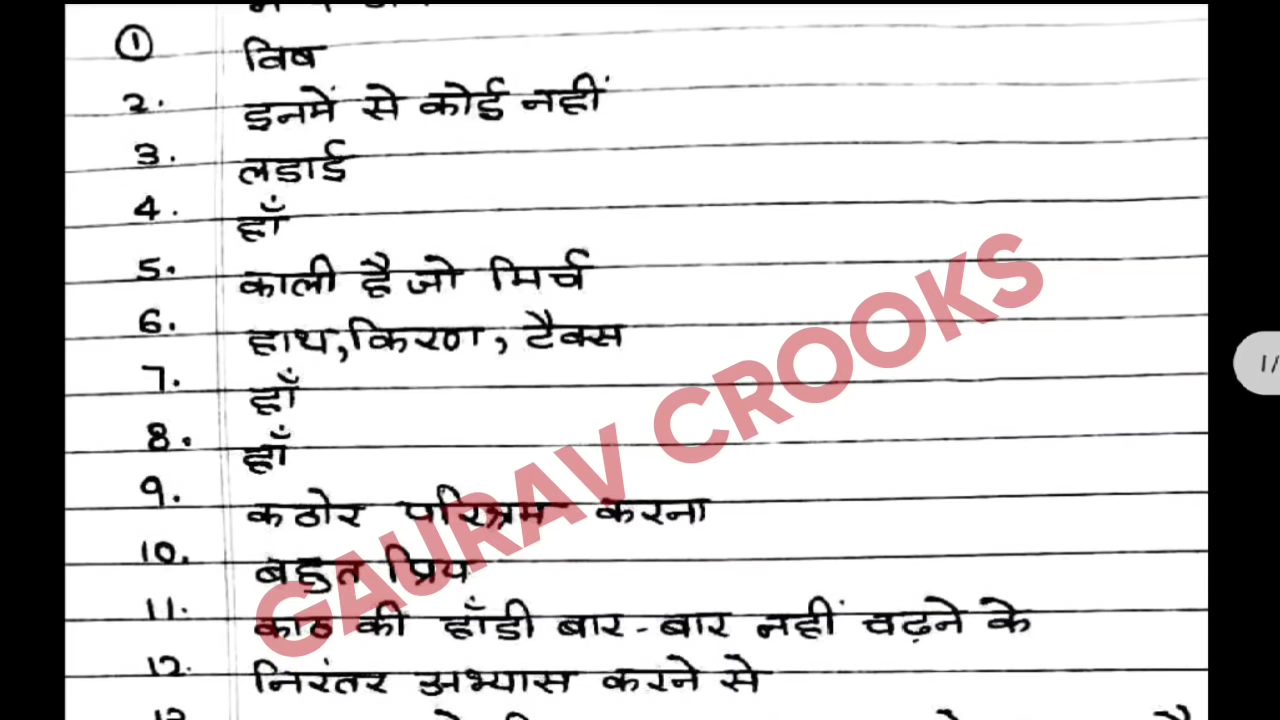 ① विष
2. इनमें से कोई नहीं
3. लडाई
4. हाँ
5. काली है जो मिर्च
6. हाथ, किरण, टैक्स
7. हाँ
8. हाँ
9. कठोर परिश्रम करना
10. बहुत प्रिय
11. काठ की हाँडी बार-बार नहीं चढ़ने के
12. निरंतर अभ्यास करने से
GAURAV CROOKS
1/